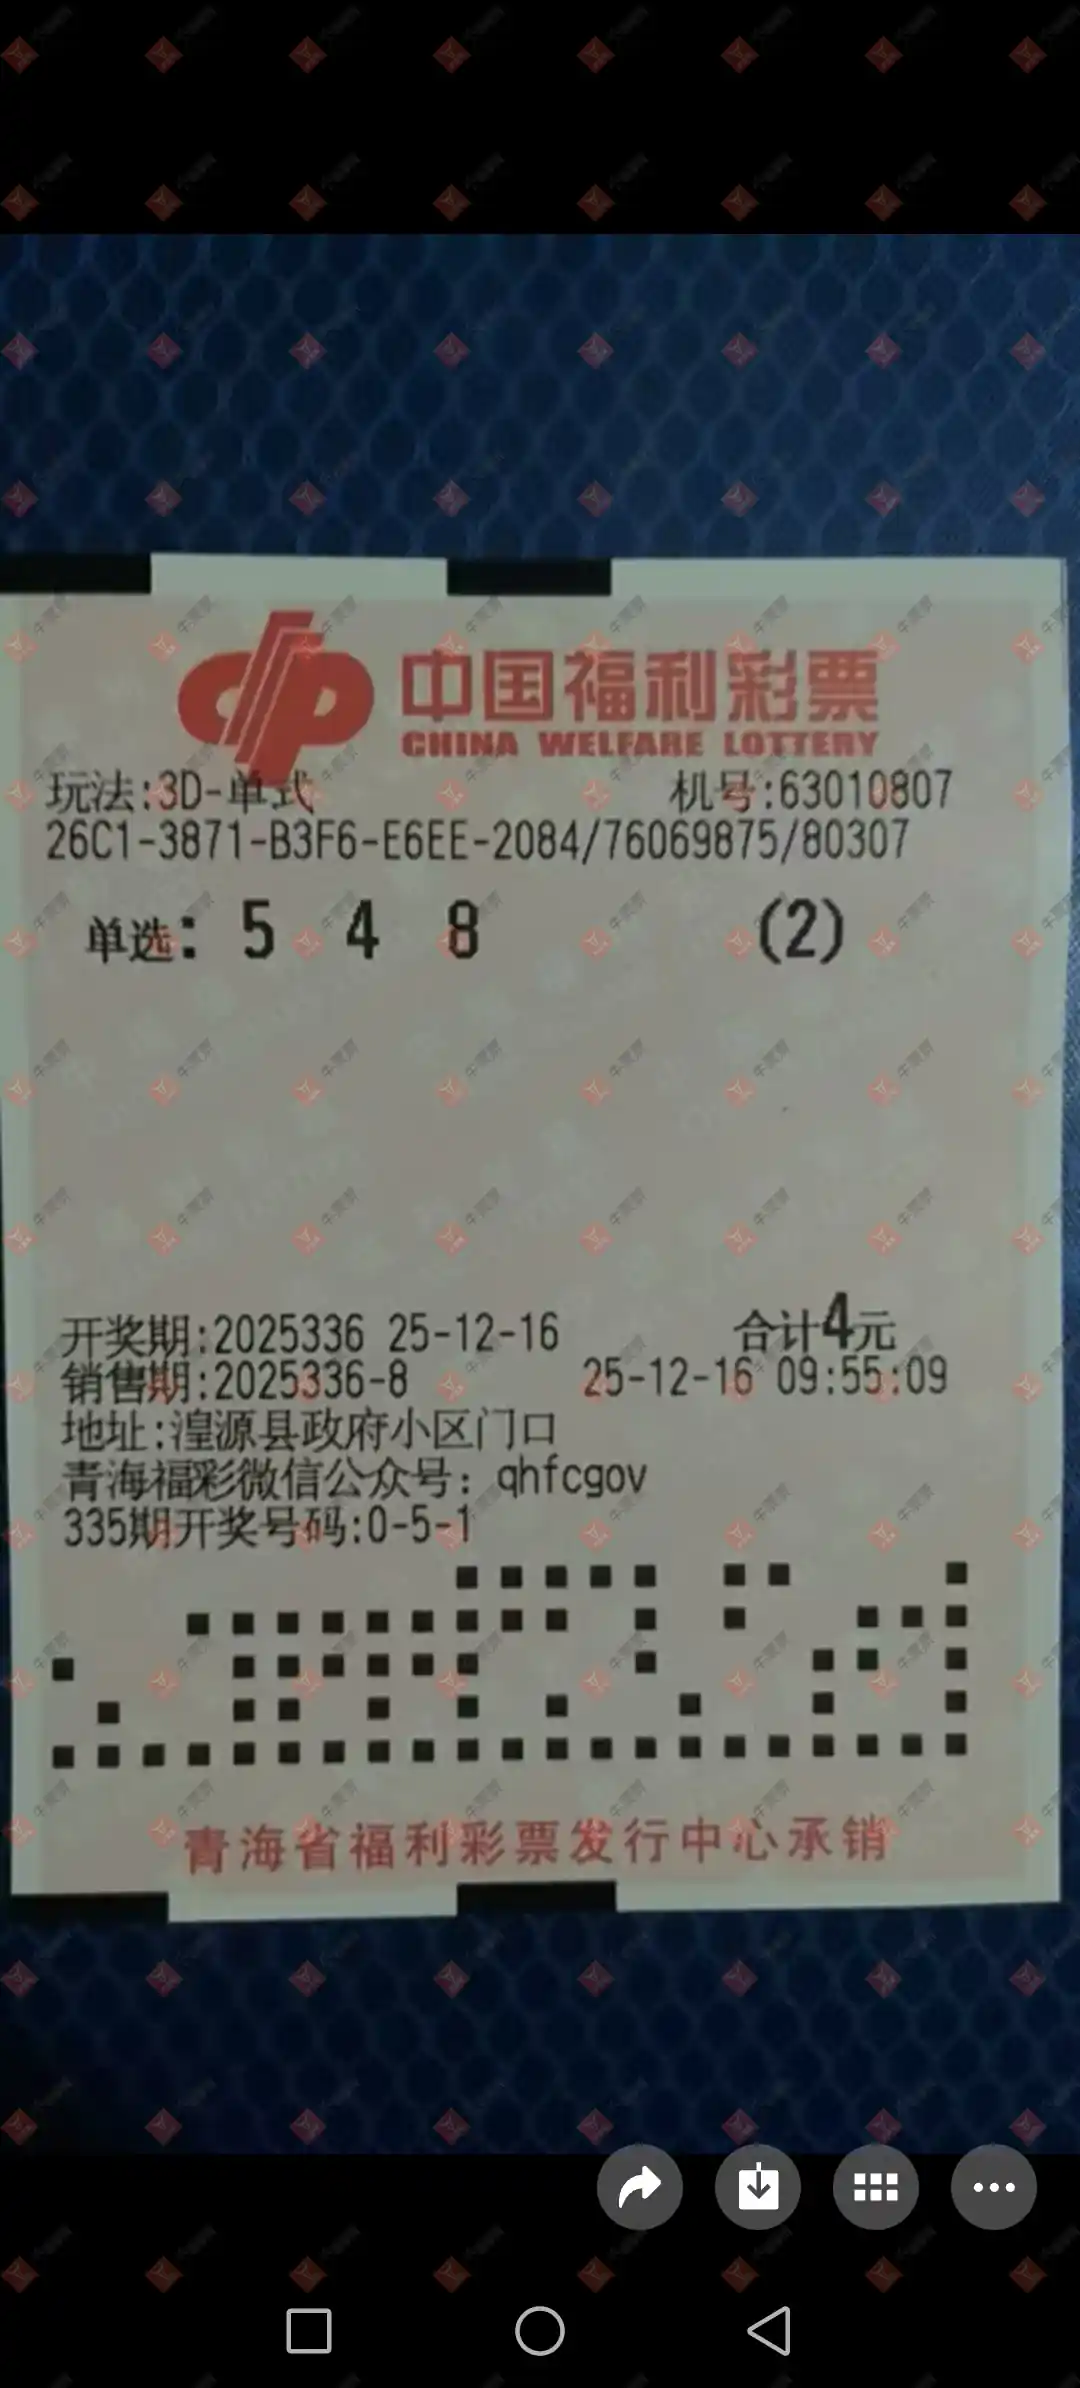 中国福利彩票
CHINA WELFARE LOTTERY
玩法:3D-单式 机号:63010807
26C1-3871-B3F6-E6EE-2084/76069875/80307
单选: 5 4 8 (2)
开奖期:2025336 25-12-16 合计4元
销售期:2025336-8 25-12-16 09:55:09
地址:湟源县政府小区门口
青海福彩微信公众号: qhfcgov
335期开奖号码:0-5-1
青海省福利彩票发行中心承销